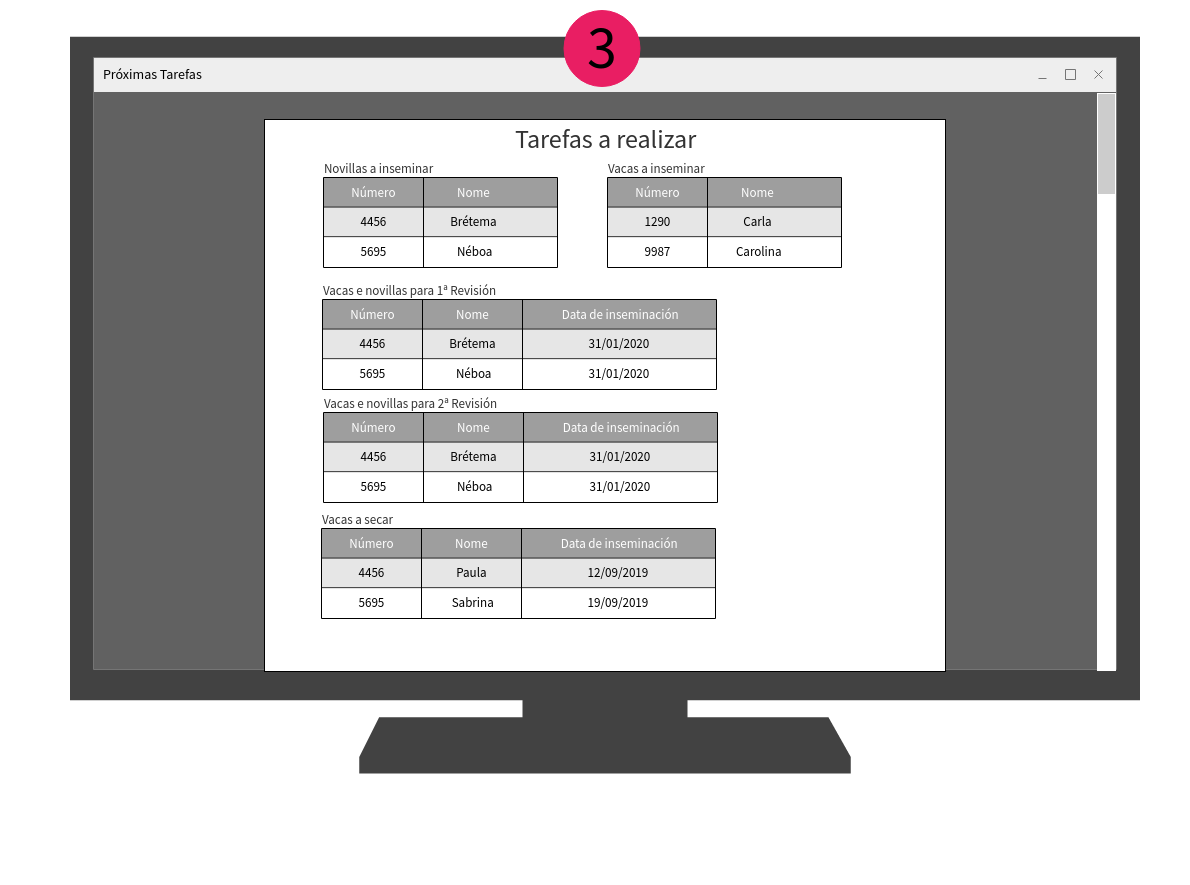 3
Próximas Tarefas
Tarefas a realizar
Novillas a inseminar
Número Nome
4456 Brétema
5695 Néboa
Vacas a inseminar
Número Nome
1290 Carla
9987 Carolina
Vacas e novillas para 1ª Revisión
Número Nome Data de inseminación
4456 Brétema 31/01/2020
5695 Néboa 31/01/2020
Vacas e novillas para 2ª Revisión
Número Nome Data de inseminación
4456 Brétema 31/01/2020
5695 Néboa 31/01/2020
Vacas a secar
Número Nome Data de inseminación
4456 Paula 12/09/2019
5695 Sabrina 19/09/2019